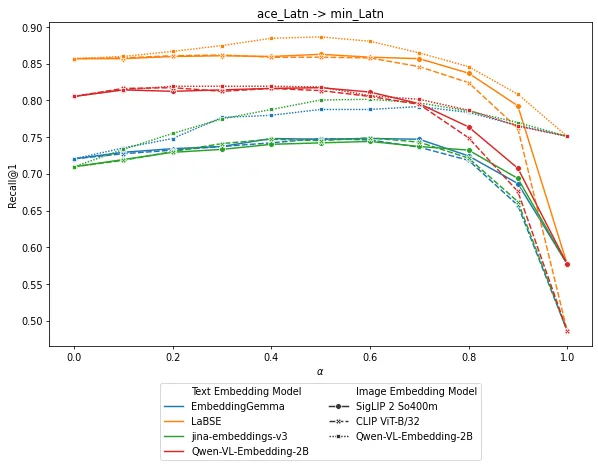 ace_Latn -> min_Latn
Recall@1
0.90
0.85
0.80
0.75
0.70
0.65
0.60
0.55
0.50
0.0 0.2 0.4 0.6 0.8 1.0
α
Text Embedding Model Image Embedding Model
EmbeddingGemma SigLIP 2 So400m
LaBSE CLIP ViT-B/32
jina-embeddings-v3 Qwen-VL-Embedding-2B
Qwen-VL-Embedding-2B